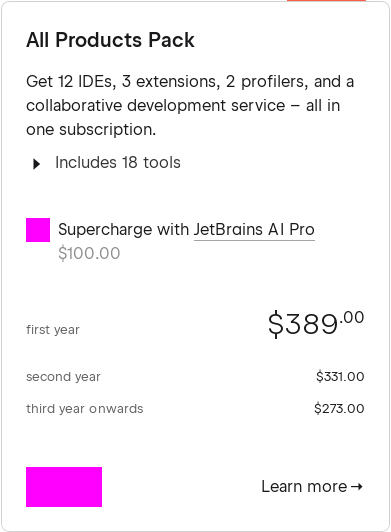 All Products Pack
Get 12 IDEs, 3 extensions, 2 profilers, and a
collaborative development service – all in
one subscription.
Includes 18 tools
Supercharge with JetBrains AI Pro
$100.00
first year $389.00
second year $331.00
third year onwards $273.00
Learn more →